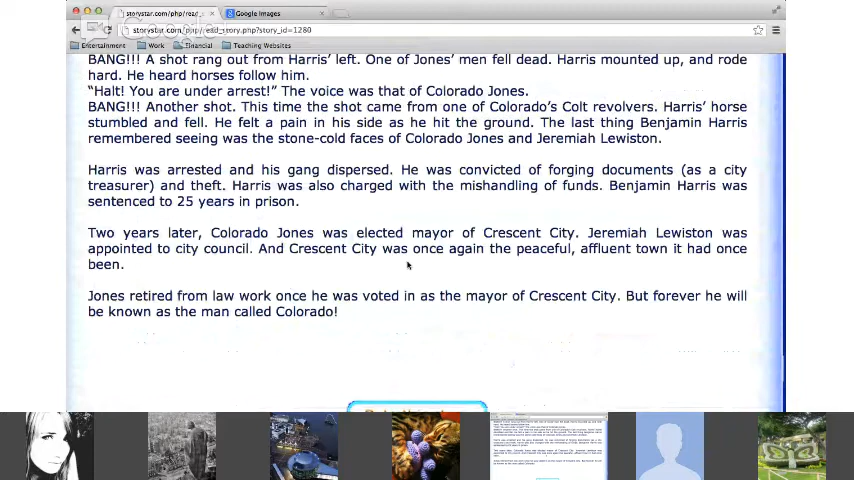 storystar.com/php/read_s
Google Images
storystar.com/php/read_story.php?story_id=1280
Entertainment Work Financial Teaching Websites
BANG!!! A shot rang out from Harris' left. One of Jones' men fell dead. Harris mounted up, and rode
hard. He heard horses follow him.
“Halt! You are under arrest!” The voice was that of Colorado Jones.
BANG!!! Another shot. This time the shot came from one of Colorado's Colt revolvers. Harris' horse
stumbled and fell. He felt a pain in his side as he hit the ground. The last thing Benjamin Harris
remembered seeing was the stone-cold faces of Colorado Jones and Jeremiah Lewiston.
Harris was arrested and his gang dispersed. He was convicted of forging documents (as a city
treasurer) and theft. Harris was also charged with the mishandling of funds. Benjamin Harris was
sentenced to 25 years in prison.
Two years later, Colorado Jones was elected mayor of Crescent City. Jeremiah Lewiston was
appointed to city council. And Crescent City was once again the peaceful, affluent town it had once
been.
Jones retired from law work once he was voted in as the mayor of Crescent City. But forever he will
be known as the man called Colorado!